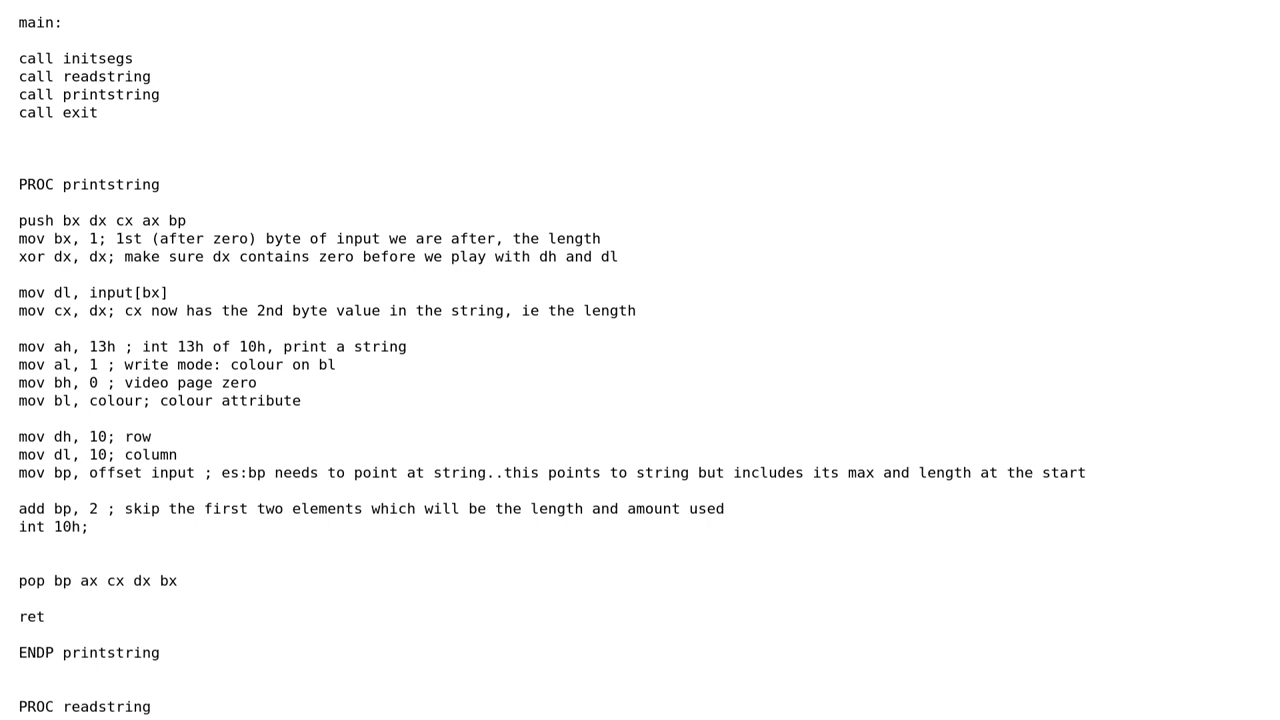 main:
call initsegs
call readstring
call printstring
call exit
PROC printstring
push bx dx cx ax bp
mov bx, 1; 1st (after zero) byte of input we are after, the length
xor dx, dx; make sure dx contains zero before we play with dh and dl
mov dl, input[bx]
mov cx, dx; cx now has the 2nd byte value in the string, ie the length
mov ah, 13h ; int 13h of 10h, print a string
mov al, 1 ; write mode: colour on bl
mov bh, 0 ; video page zero
mov bl, colour; colour attribute
mov dh, 10; row
mov dl, 10; column
mov bp, offset input ; es:bp needs to point at string..this points to string but includes its max and length at the start
add bp, 2 ; skip the first two elements which will be the length and amount used
int 10h;
pop bp ax cx dx bx
ret
ENDP printstring
PROC readstring